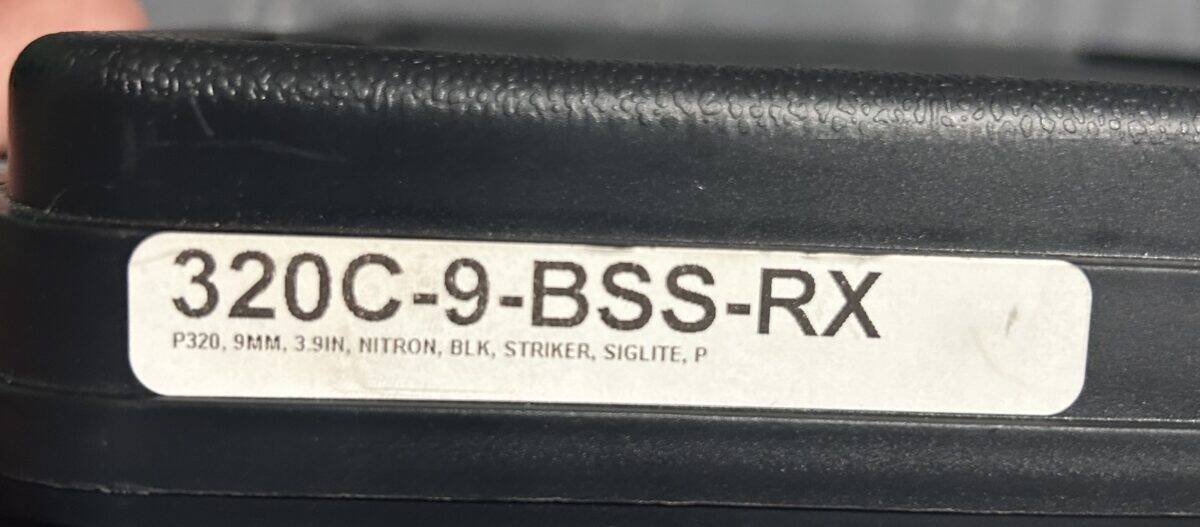 320C-9-BSS-RX
P320, 9MM, 3.9IN, NITRON, BLK, STRIKER, SIGLITE, P